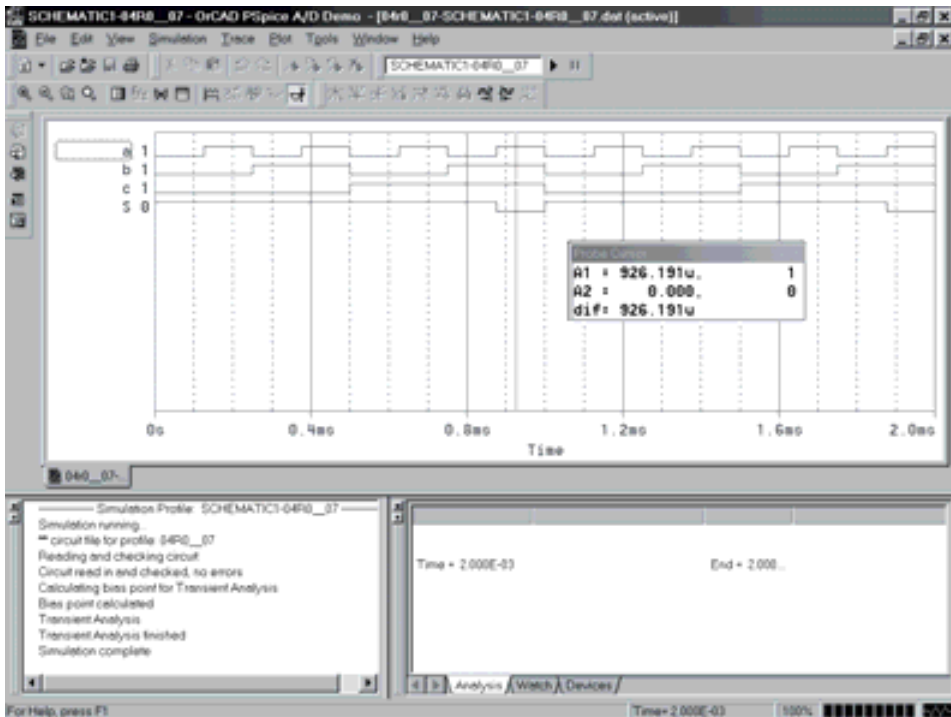 SCHEMATIC1-04R0__07 - OrCAD PSpice A/D Demo - [04r0__07-SCHEMATIC1-04R0__07.dat (active)]
File Edit View Simulation Trace Plot Tools Window Help
SCHEMATIC1-04R0__07
a 1
b 1
c 1
S 0
Probe Cursor
A1 = 926.191u, 1
A2 = 0.000, 0
dif= 926.191u
0s 0.4ms 0.8ms 1.2ms 1.6ms 2.0ms
Time
04r0__07-..
Simulation Profile: SCHEMATIC1-04R0__07
Simulation running...
** circuit file for profile: 04R0__07
Reading and checking circuit
Circuit read in and checked, no errors
Calculating bias point for Transient Analysis
Bias point calculated
Transient Analysis
Transient Analysis finished
Simulation complete
Time = 2.000E-03 End = 2.000...
Analysis Watch Devices
For Help, press F1 Time= 2.000E-03 100%